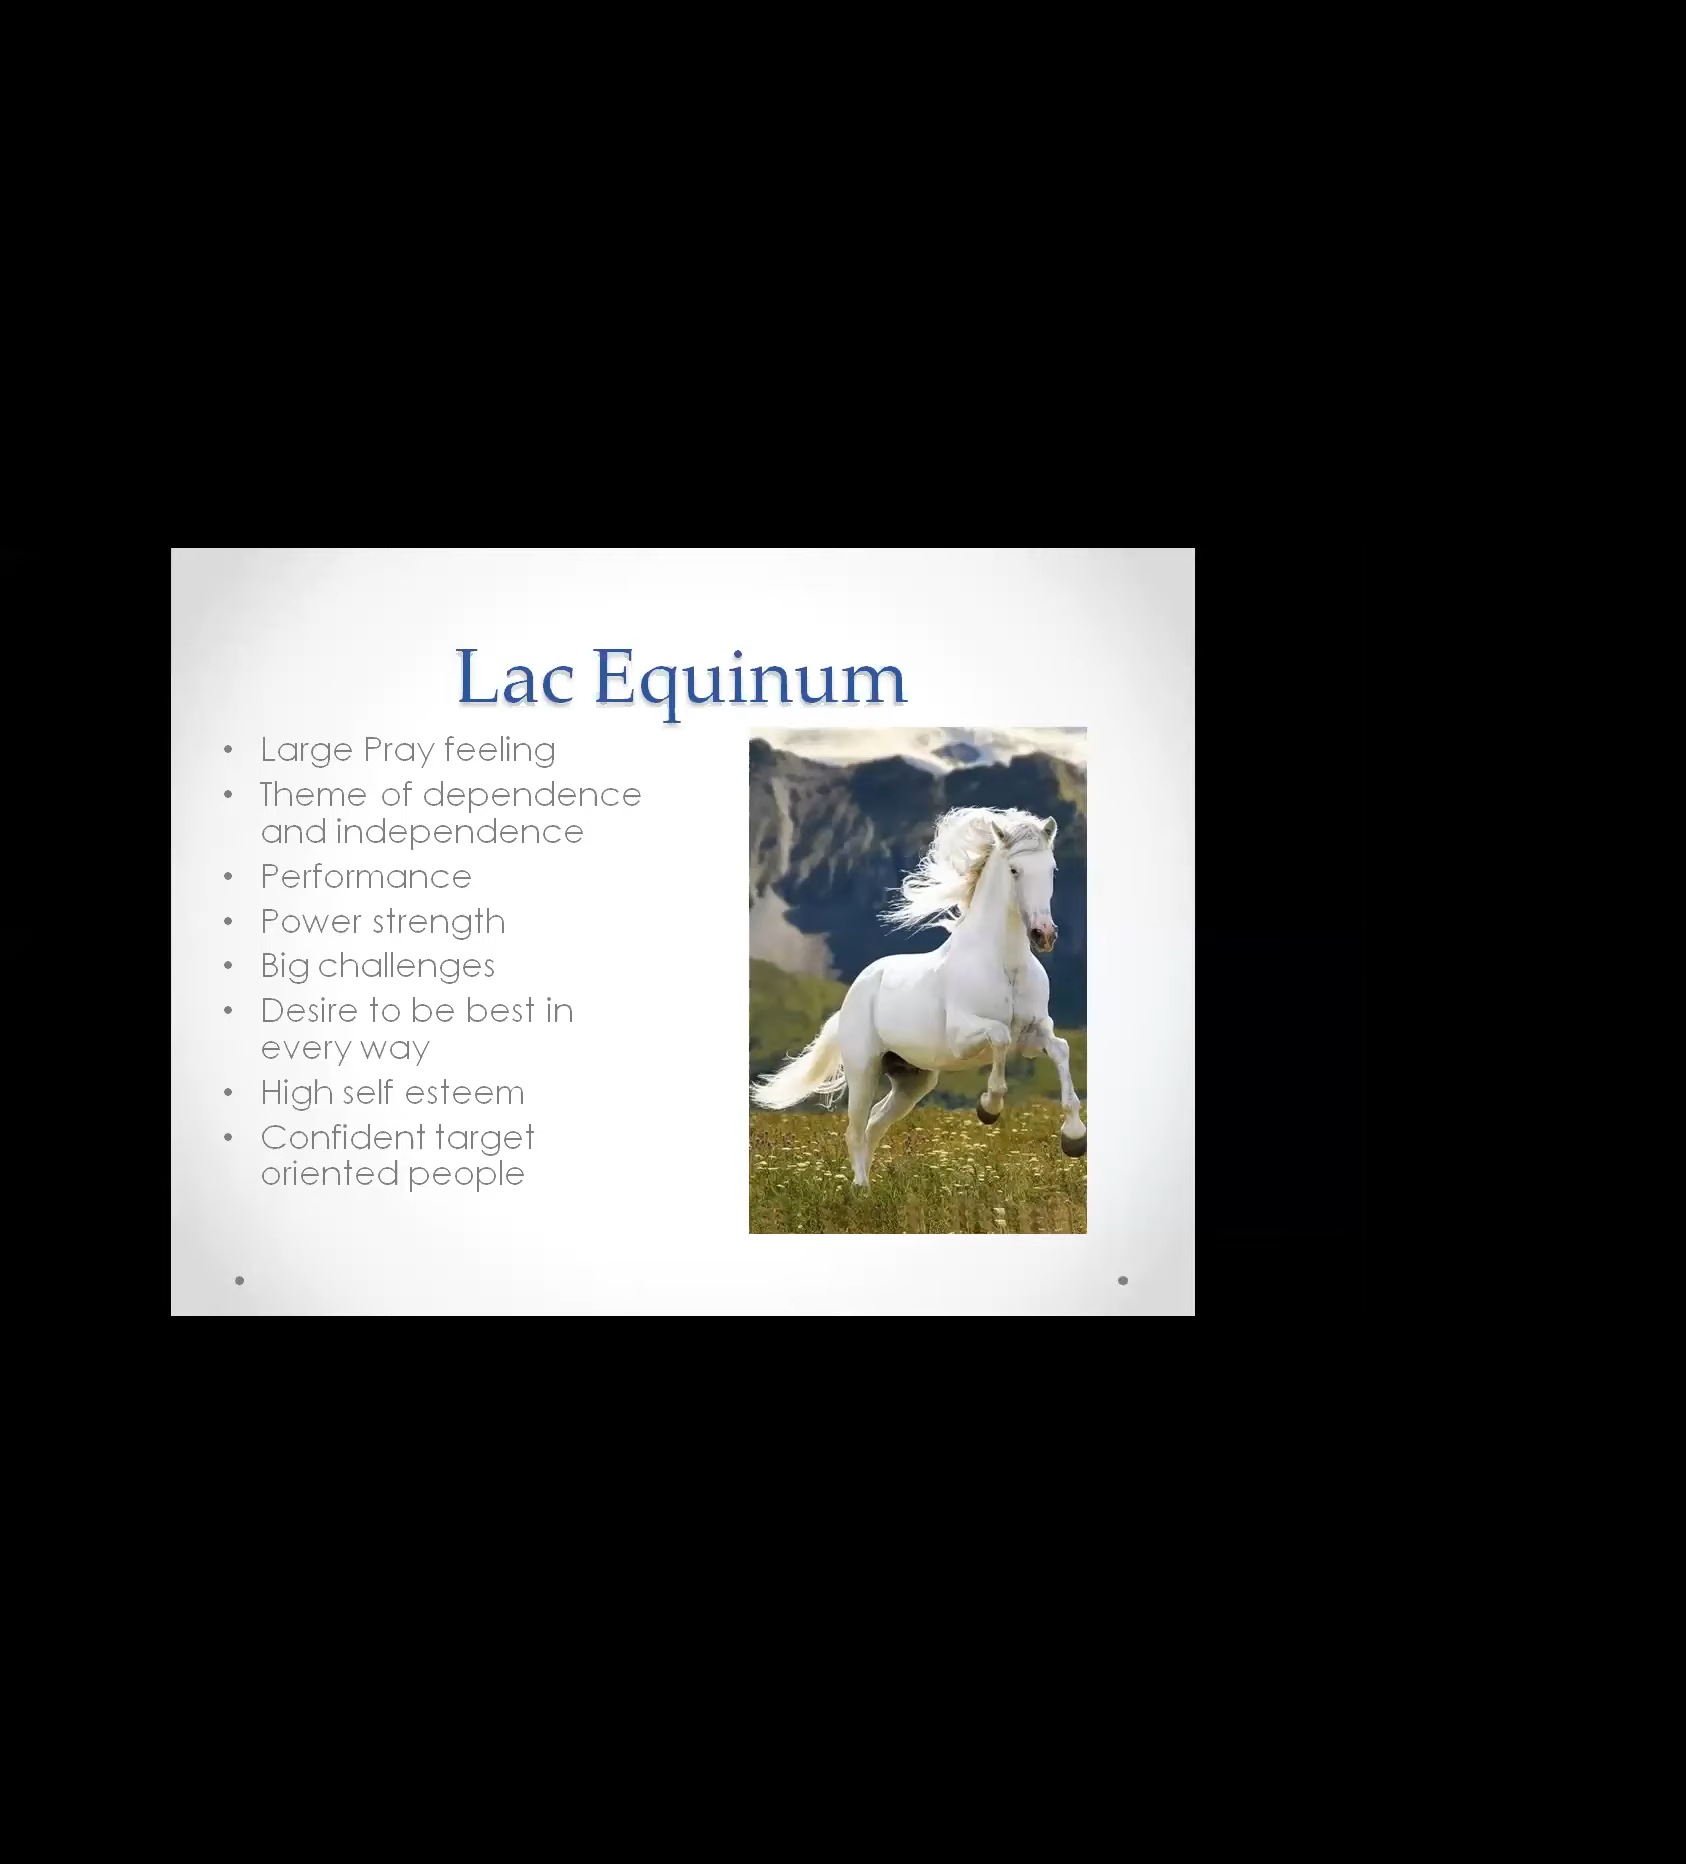 Lac Equinum
• Large Pray feeling
• Theme of dependence
and independence
• Performance
• Power strength
• Big challenges
• Desire to be best in
every way
• High self esteem
• Confident target
oriented people